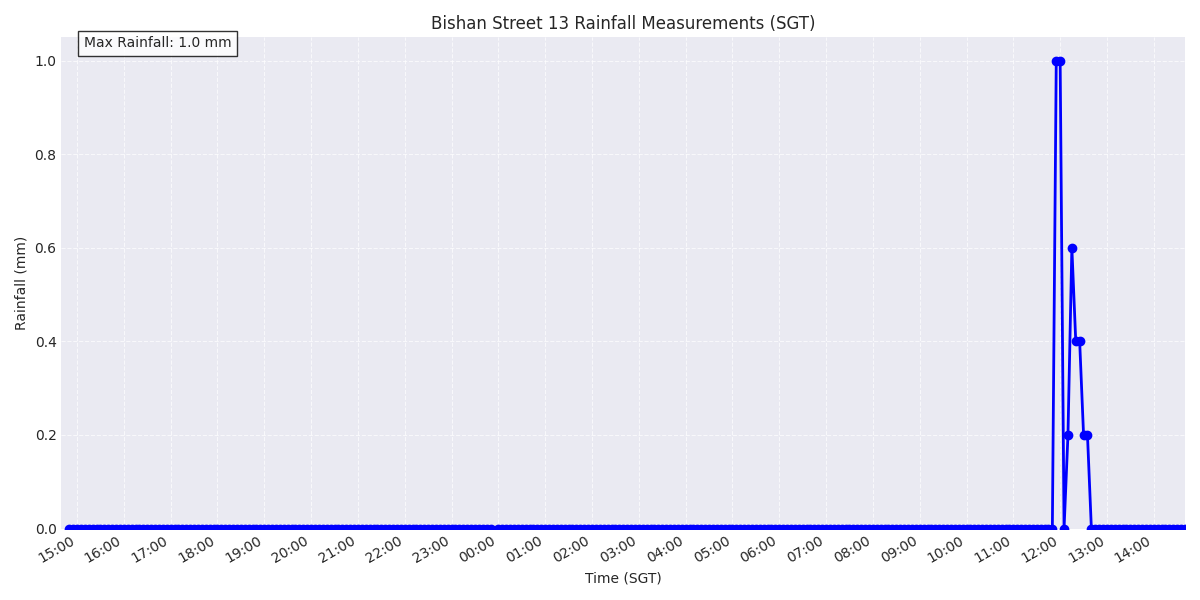 Bishan Street 13 Rainfall Measurements (SGT)
Max Rainfall: 1.0 mm
1.0
0.8
0.6
0.4
0.2
0.0
Rainfall (mm)
15:00 16:00 17:00 18:00 19:00 20:00 21:00 22:00 23:00 00:00 01:00 02:00 03:00 04:00 05:00 06:00 07:00 08:00 09:00 10:00 11:00 12:00 13:00 14:00
Time (SGT)